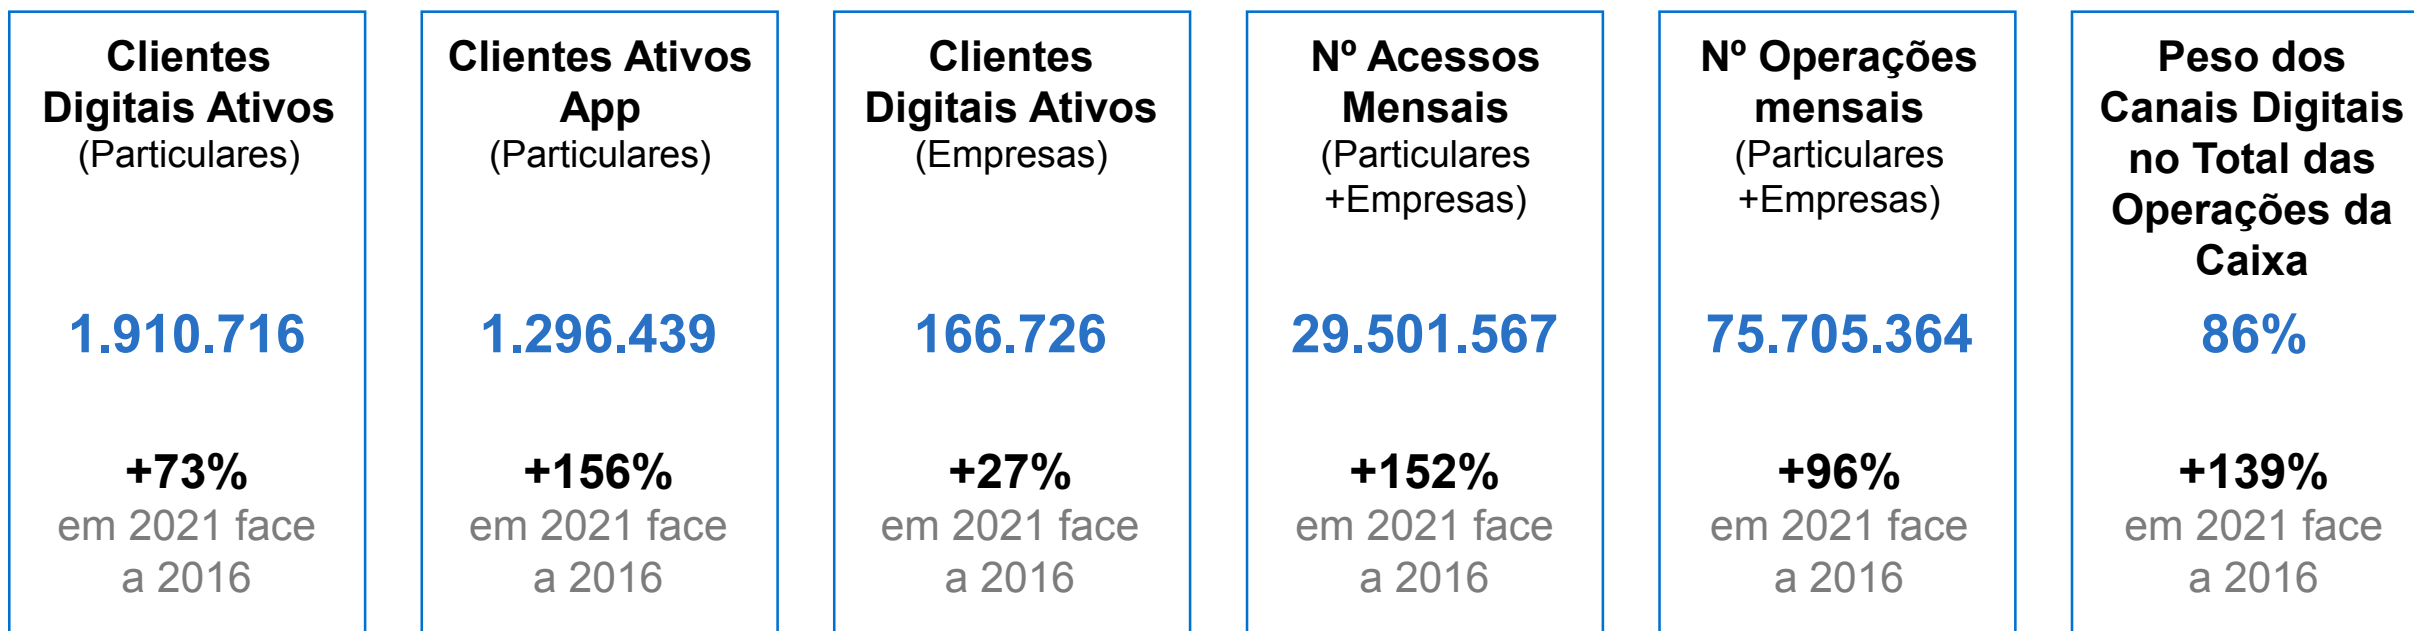 Clientes
Digitais Ativos
(Particulares)
1.910.716
+73%
em 2021 face
a 2016
Clientes Ativos
App
(Particulares)
1.296.439
+156%
em 2021 face
a 2016
Clientes
Digitais Ativos
(Empresas)
166.726
+27%
em 2021 face
a 2016
Nº Acessos
Mensais
(Particulares
+Empresas)
29.501.567
+152%
em 2021 face
a 2016
Nº Operações
mensais
(Particulares
+Empresas)
75.705.364
+96%
em 2021 face
a 2016
Peso dos
Canais Digitais
no Total das
Operações da
Caixa
86%
+139%
em 2021 face
a 2016